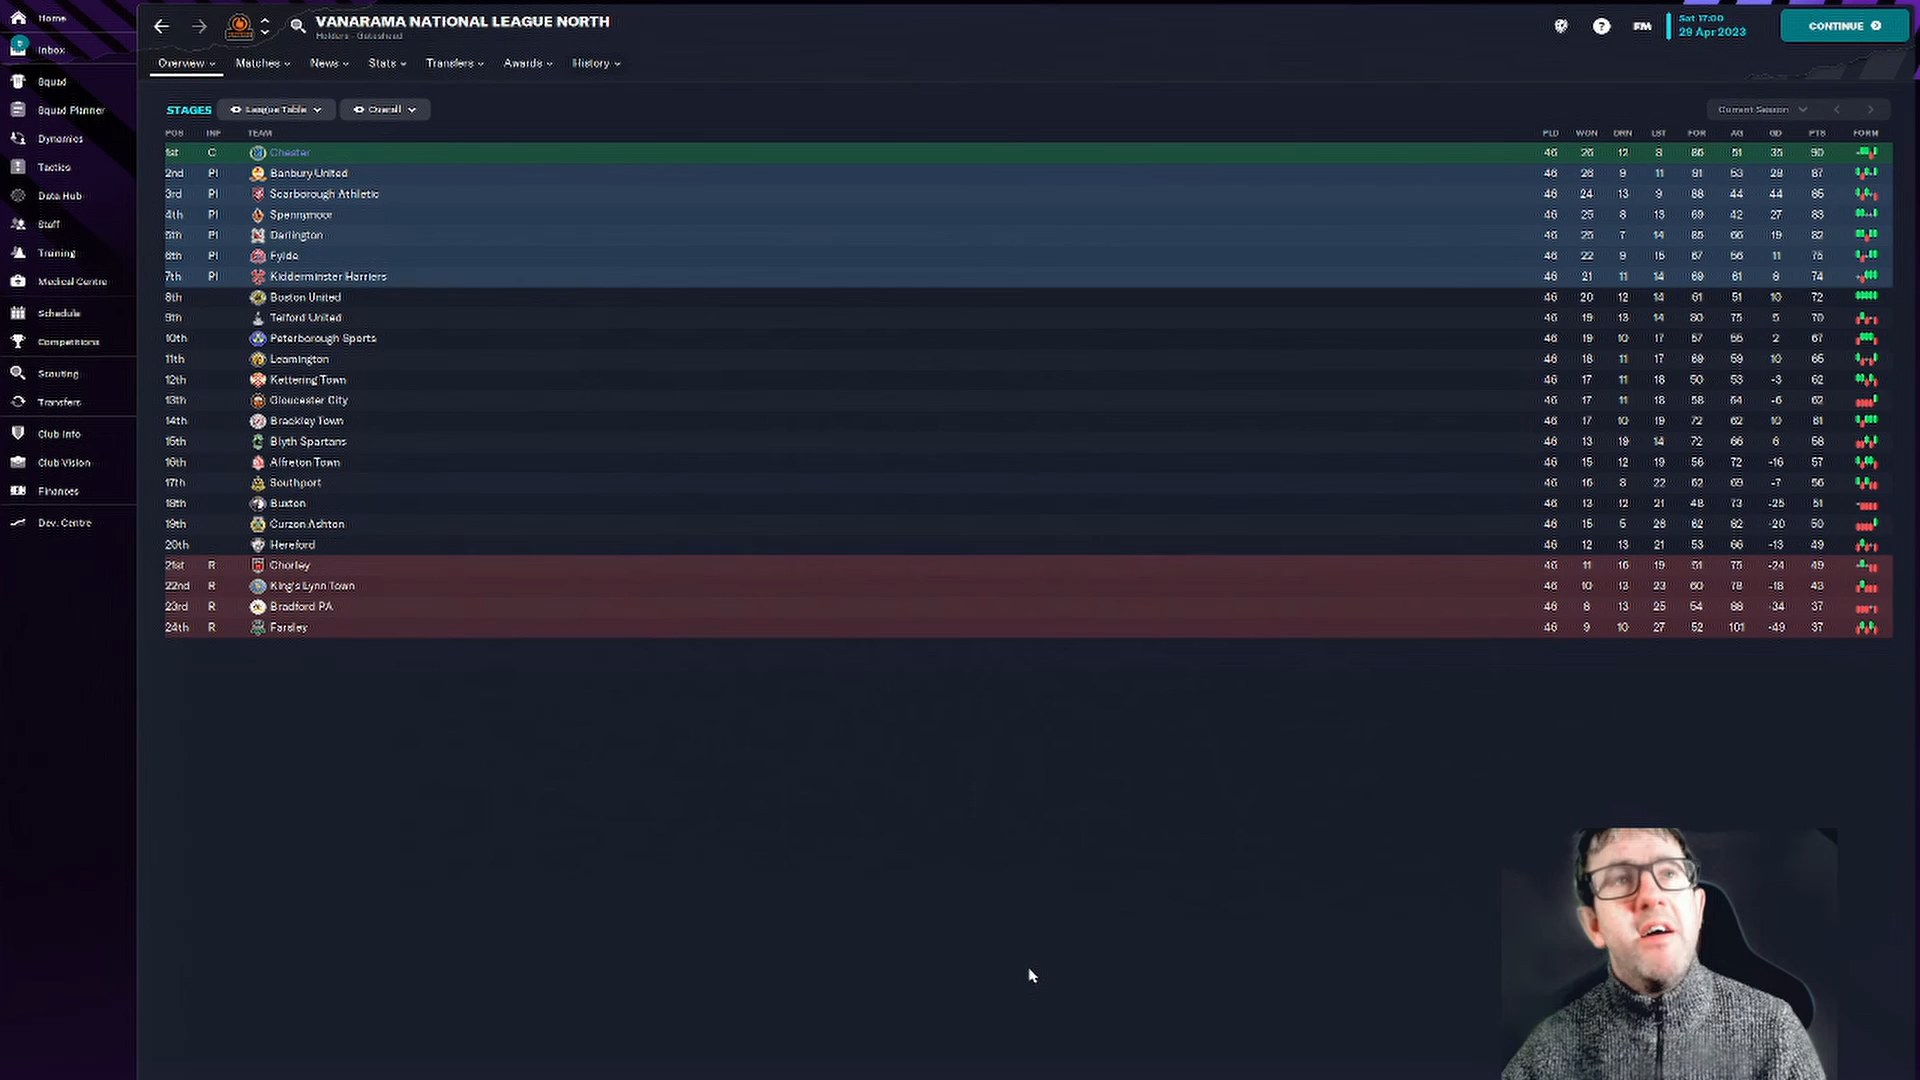 Home
VANARAMA NATIONAL LEAGUE NORTH
Holders - Gateshead
FM
Sat 17:00
29 Apr 2023
CONTINUE
Inbox
Overview Matches News Stats Transfers Awards History
Squad
Squad Planner
Dynamics
Tactics
Data Hub
Staff
Training
Medical Centre
Schedule
Competitions
Scouting
Transfers
Club Info
Club Vision
Finances
Dev. Centre
STAGES League Table Overall Current Season
POS INF TEAM PLD WON DRN LST FOR AG GD PTS FORM
1st C Chester 46 26 12 8 86 51 35 90
2nd Pl Banbury United 46 26 9 11 81 53 28 87
3rd Pl Scarborough Athletic 46 24 13 9 88 44 44 85
4th Pl Spennymoor 46 25 8 13 69 42 27 83
5th Pl Darlington 46 25 7 14 85 66 19 82
6th Pl Fylde 46 22 9 15 67 56 11 75
7th Pl Kidderminster Harriers 46 21 11 14 69 61 8 74
8th Boston United 46 20 12 14 61 51 10 72
9th Telford United 46 19 13 14 80 75 5 70
10th Peterborough Sports 46 19 10 17 57 55 2 67
11th Leamington 46 18 11 17 69 59 10 65
12th Kettering Town 46 17 11 18 50 53 -3 62
13th Gloucester City 46 17 11 18 58 64 -6 62
14th Brackley Town 46 17 10 19 72 62 10 61
15th Blyth Spartans 46 13 19 14 72 66 6 58
16th Alfreton Town 46 15 12 19 56 72 -16 57
17th Southport 46 16 8 22 62 69 -7 56
18th Buxton 46 13 12 21 48 73 -25 51
19th Curzon Ashton 46 15 5 26 62 82 -20 50
20th Hereford 46 12 13 21 53 66 -13 49
21st R Chorley 46 11 16 19 51 75 -24 49
22nd R King's Lynn Town 46 10 13 23 60 78 -18 43
23rd R Bradford PA 46 8 13 25 54 88 -34 37
24th R Farsley 46 9 10 27 52 101 -49 37